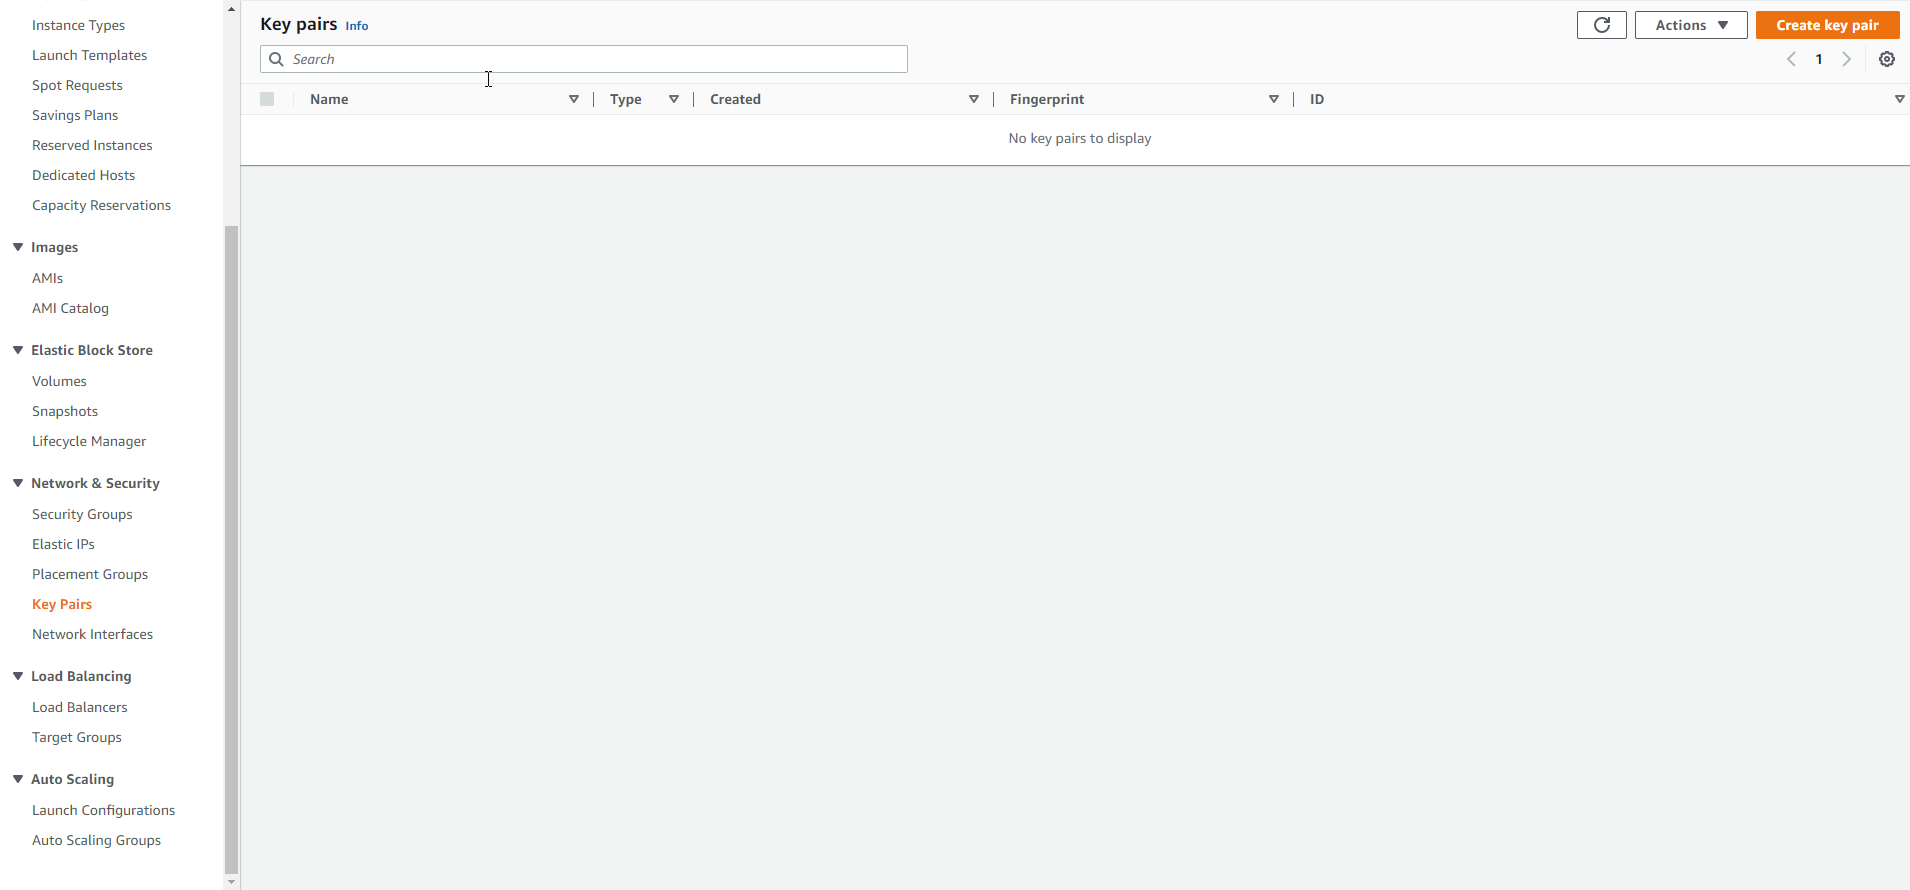 Instance Types
Launch Templates
Spot Requests
Savings Plans
Reserved Instances
Dedicated Hosts
Capacity Reservations
Images
AMIs
AMI Catalog
Elastic Block Store
Volumes
Snapshots
Lifecycle Manager
Network & Security
Security Groups
Elastic IPs
Placement Groups
Key Pairs
Network Interfaces
Load Balancing
Load Balancers
Target Groups
Auto Scaling
Launch Configurations
Auto Scaling Groups
Key pairs Info
Actions
Create key pair
Search
1
Name Type Created Fingerprint ID
No key pairs to display